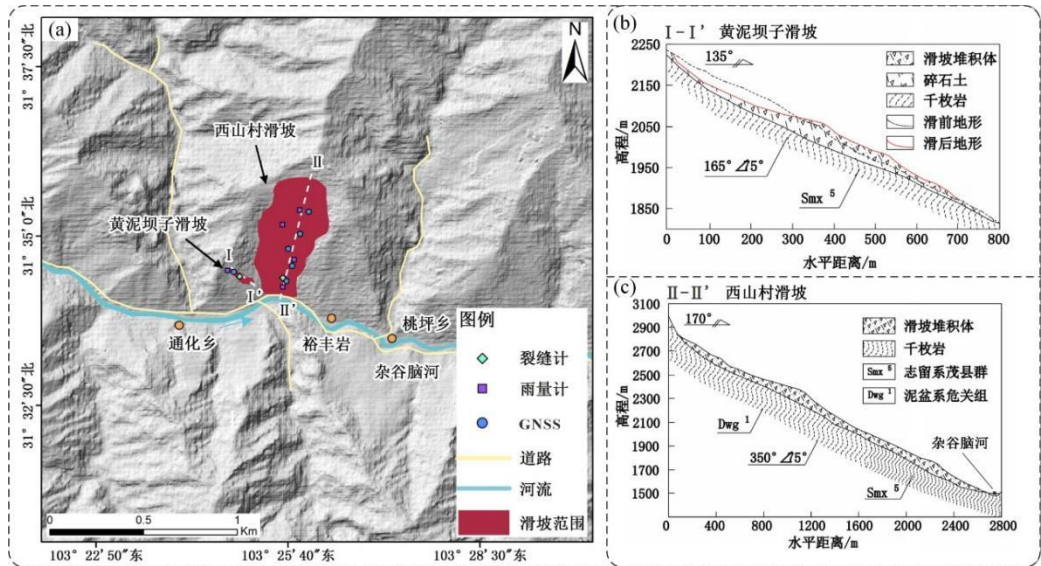 (a)
N
31° 37′30″北
31° 35′0″北
31° 32′30″北
西山村滑坡
II
黄泥坝子滑坡
I
I'
II'
通化乡
裕丰岩
桃坪乡
杂谷脑河
图例
裂缝计
雨量计
GNSS
道路
河流
滑坡范围
0 0.5 1
Km
103° 22′50″东 103° 25′40″东 103° 28′30″东
(b)
I-I' 黄泥坝子滑坡
2250
2150
2050
1950
1850
高程/m
135°
滑坡堆积体
碎石土
千枚岩
滑前地形
滑后地形
165°∠75°
Smx 5
0 100 200 300 400 500 600 700 800
水平距离/m
(c)
II-II' 西山村滑坡
3100
2900
2700
2500
2300
2100
1900
1700
1500
高程/m
170°
滑坡堆积体
千枚岩
Smx 5 志留系茂县群
Dwg 1 泥盆系危关组
Dwg 1
350°∠75°
Smx 5
杂谷脑河
0 400 800 1200 1600 2000 2400 2800
水平距离/m